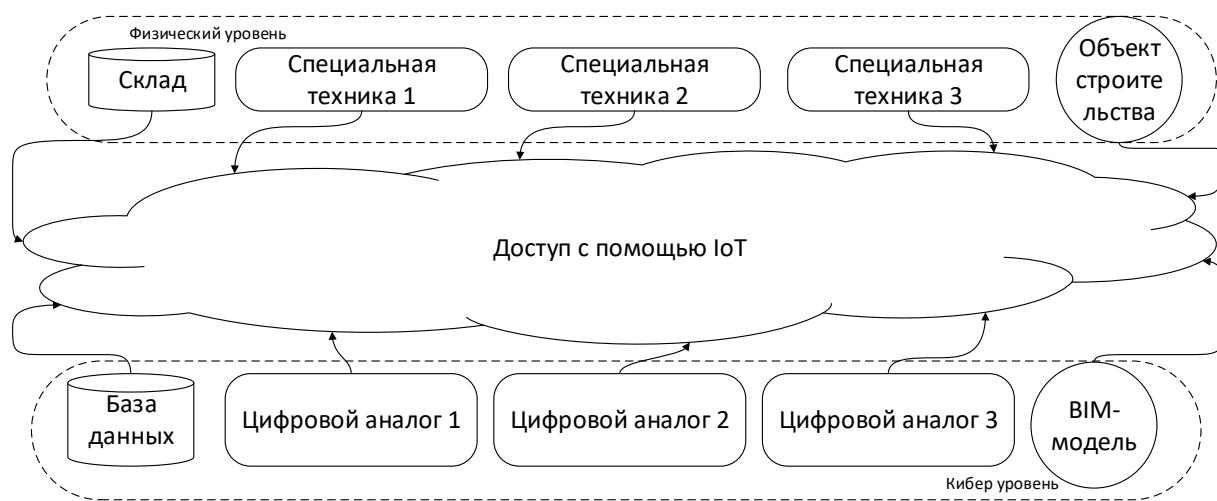 Физический уровень
Склад
Специальная
техника 1
Специальная
техника 2
Специальная
техника 3
Объект
строите
льства
Доступ с помощью IoT
База
данных
Цифровой аналог 1
Цифровой аналог 2
Цифровой аналог 3
BIM-
модель
Кибер уровень